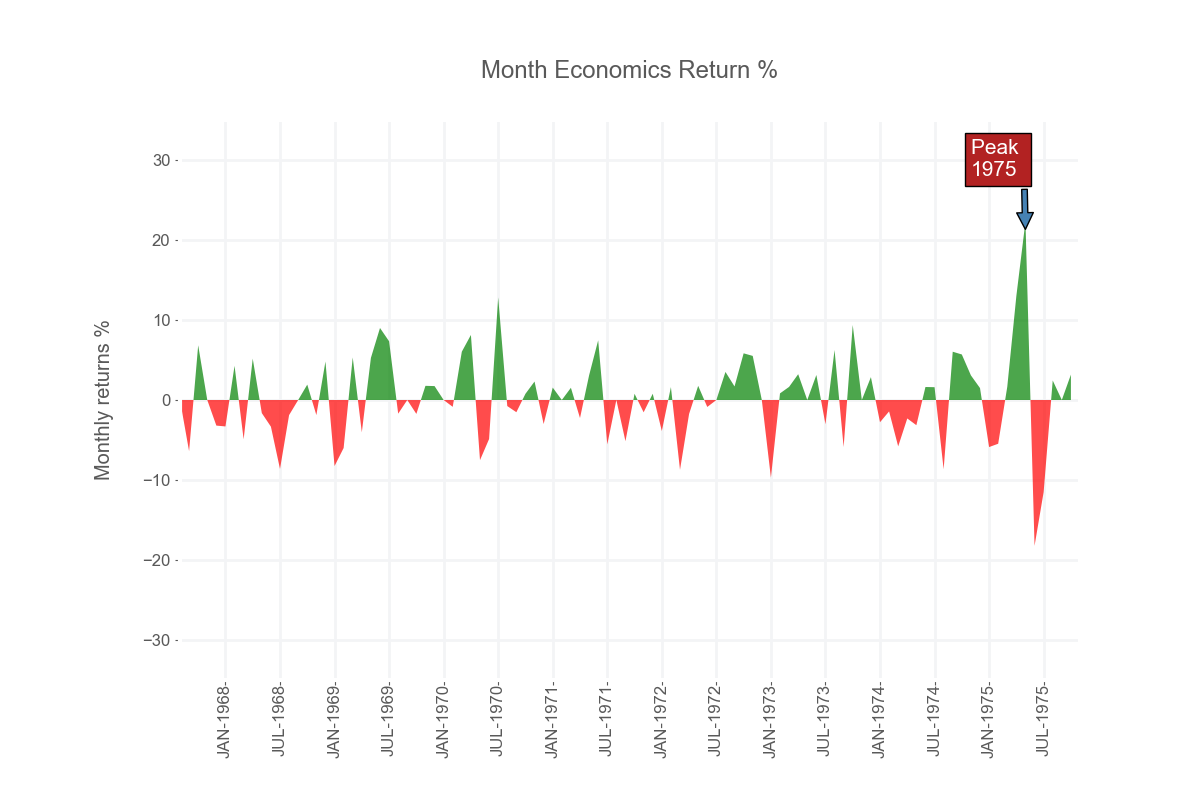 Month Economics Return %
Peak
1975
Monthly returns %
30
20
10
0
−10
−20
−30
JAN-1968
JUL-1968
JAN-1969
JUL-1969
JAN-1970
JUL-1970
JAN-1971
JUL-1971
JAN-1972
JUL-1972
JAN-1973
JUL-1973
JAN-1974
JUL-1974
JAN-1975
JUL-1975